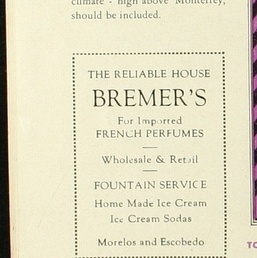 climate - high above Monterrey,
should be included.
THE RELIABLE HOUSE
BREMER'S
For Imported
FRENCH PERFUMES
Wholesale & Retail
FOUNTAIN SERVICE
Home Made Ice Cream
Ice Cream Sodas
Morelos and Escobedo
TO